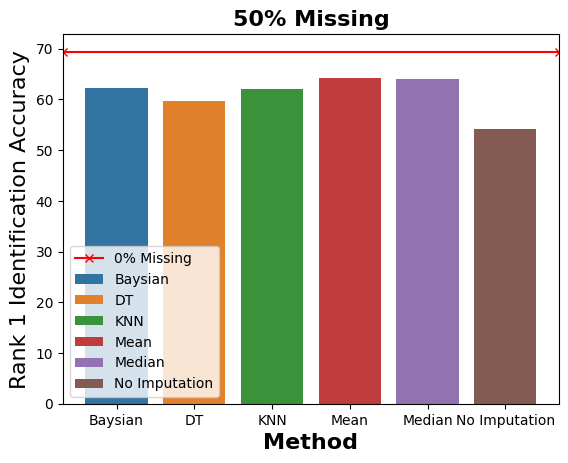 50% Missing
Rank 1 Identification Accuracy
70
60
50
40
30
20
10
0
0% Missing
Baysian
DT
KNN
Mean
Median
No Imputation
Baysian DT KNN Mean Median No Imputation
Method